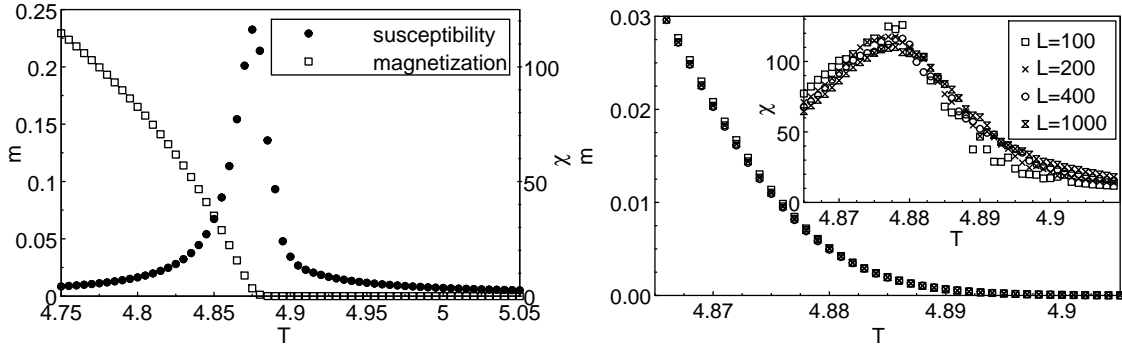 0.25
0.2
0.15
0.1
0.05
0
m
4.75
4.8
4.85
4.9
4.95
5
5.05
T
100
50
0
χ
susceptibility
magnetization
0.03
0.02
0.01
0.00
m
4.87
4.88
4.89
4.9
T
100
50
0
χ
4.87
4.88
4.89
4.9
T
L=100
L=200
L=400
L=1000